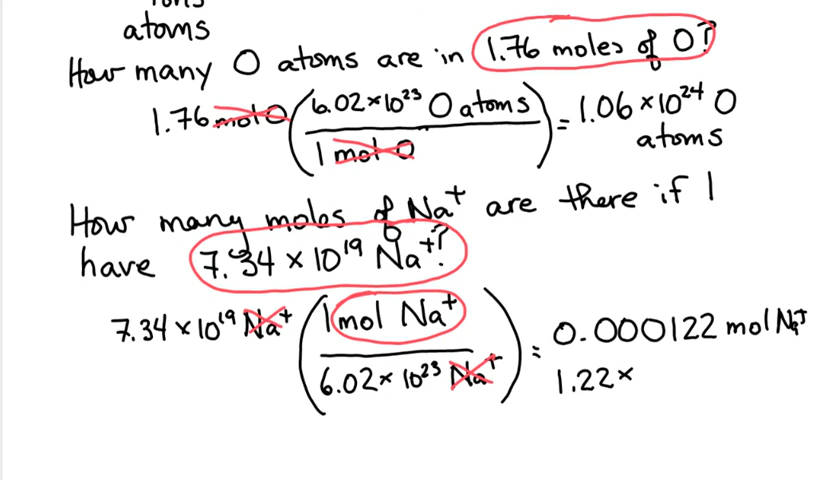 ions
atoms
How many O atoms are in 1.76 moles of O?
1.76 mol O (6.02 × 10²³ O atoms / 1 mol O) = 1.06 × 10²⁴ O
atoms
How many moles of Na⁺ are there if I
have 7.34 × 10¹⁹ Na⁺?
7.34 × 10¹⁹ Na⁺ (1 mol Na⁺ / 6.02 × 10²³ Na⁺) = 0.000122 mol Na⁺
1.22 ×